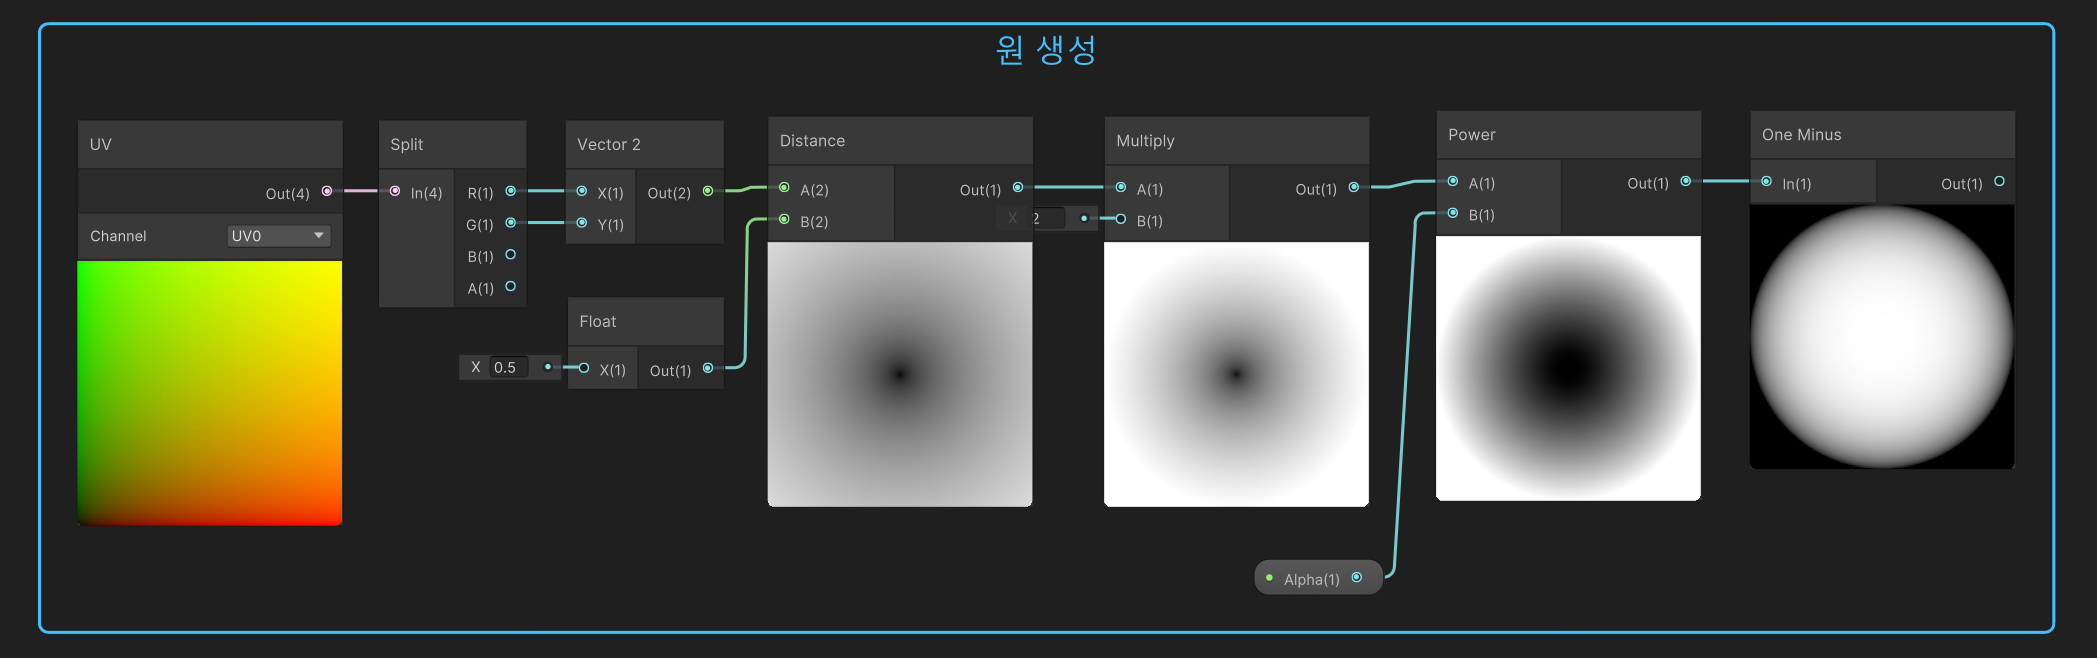 원 생성
UV
Out(4)
Channel
UV0
Split
In(4)
R(1)
G(1)
B(1)
A(1)
Vector 2
X(1)
Y(1)
Out(2)
Float
X 0.5
X(1)
Out(1)
Distance
A(2)
B(2)
Out(1)
X 2
Multiply
A(1)
B(1)
Out(1)
Alpha(1)
Power
A(1)
B(1)
Out(1)
One Minus
In(1)
Out(1)